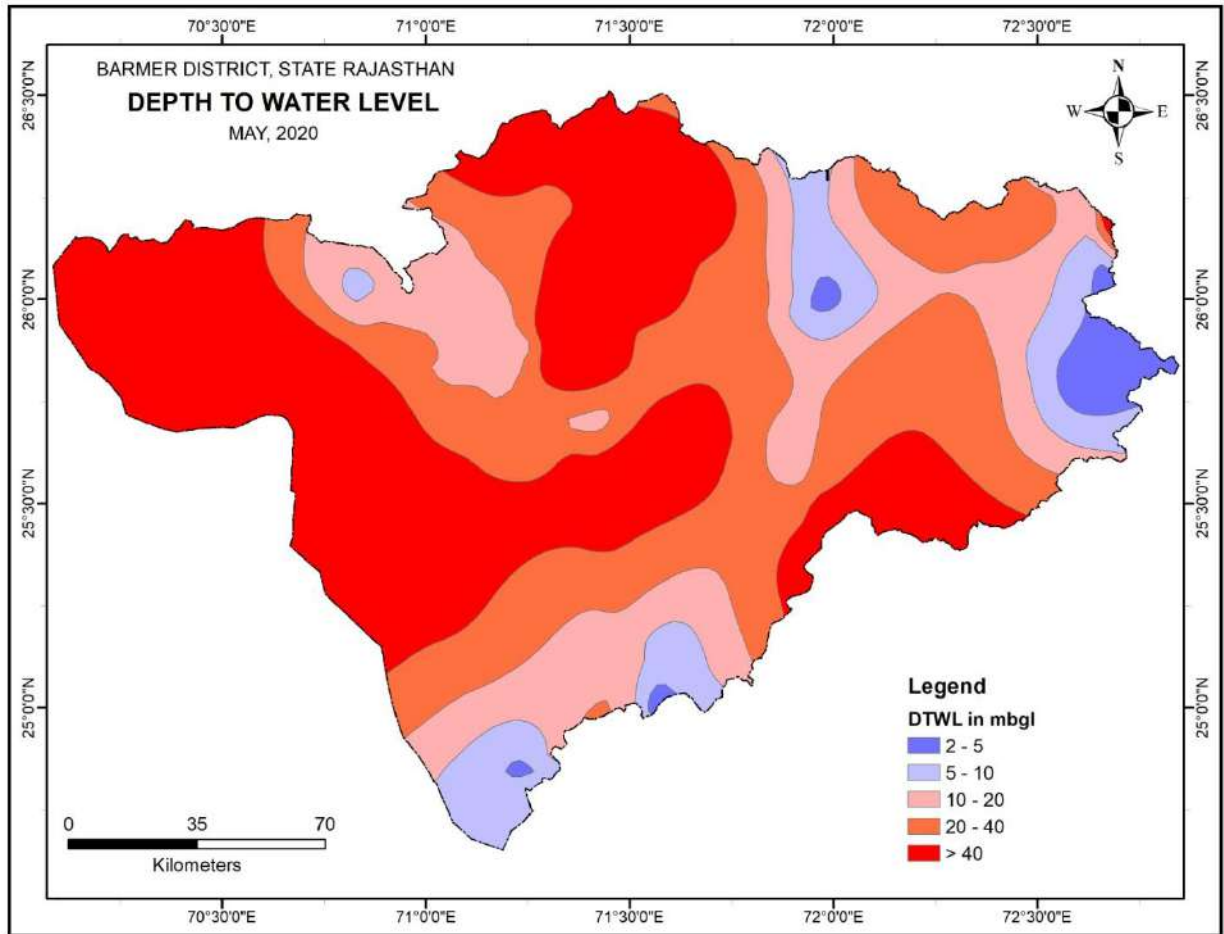 70°30'0"E 71°0'0"E 71°30'0"E 72°0'0"E 72°30'0"E
BARMER DISTRICT, STATE RAJASTHAN
DEPTH TO WATER LEVEL
MAY, 2020
N
W E
S
26°30'0"N 26°30'0"N
26°0'0"N 26°0'0"N
25°30'0"N 25°30'0"N
25°0'0"N 25°0'0"N
Legend
DTWL in mbgl
2 - 5
5 - 10
10 - 20
20 - 40
> 40
0 35 70
Kilometers
70°30'0"E 71°0'0"E 71°30'0"E 72°0'0"E 72°30'0"E